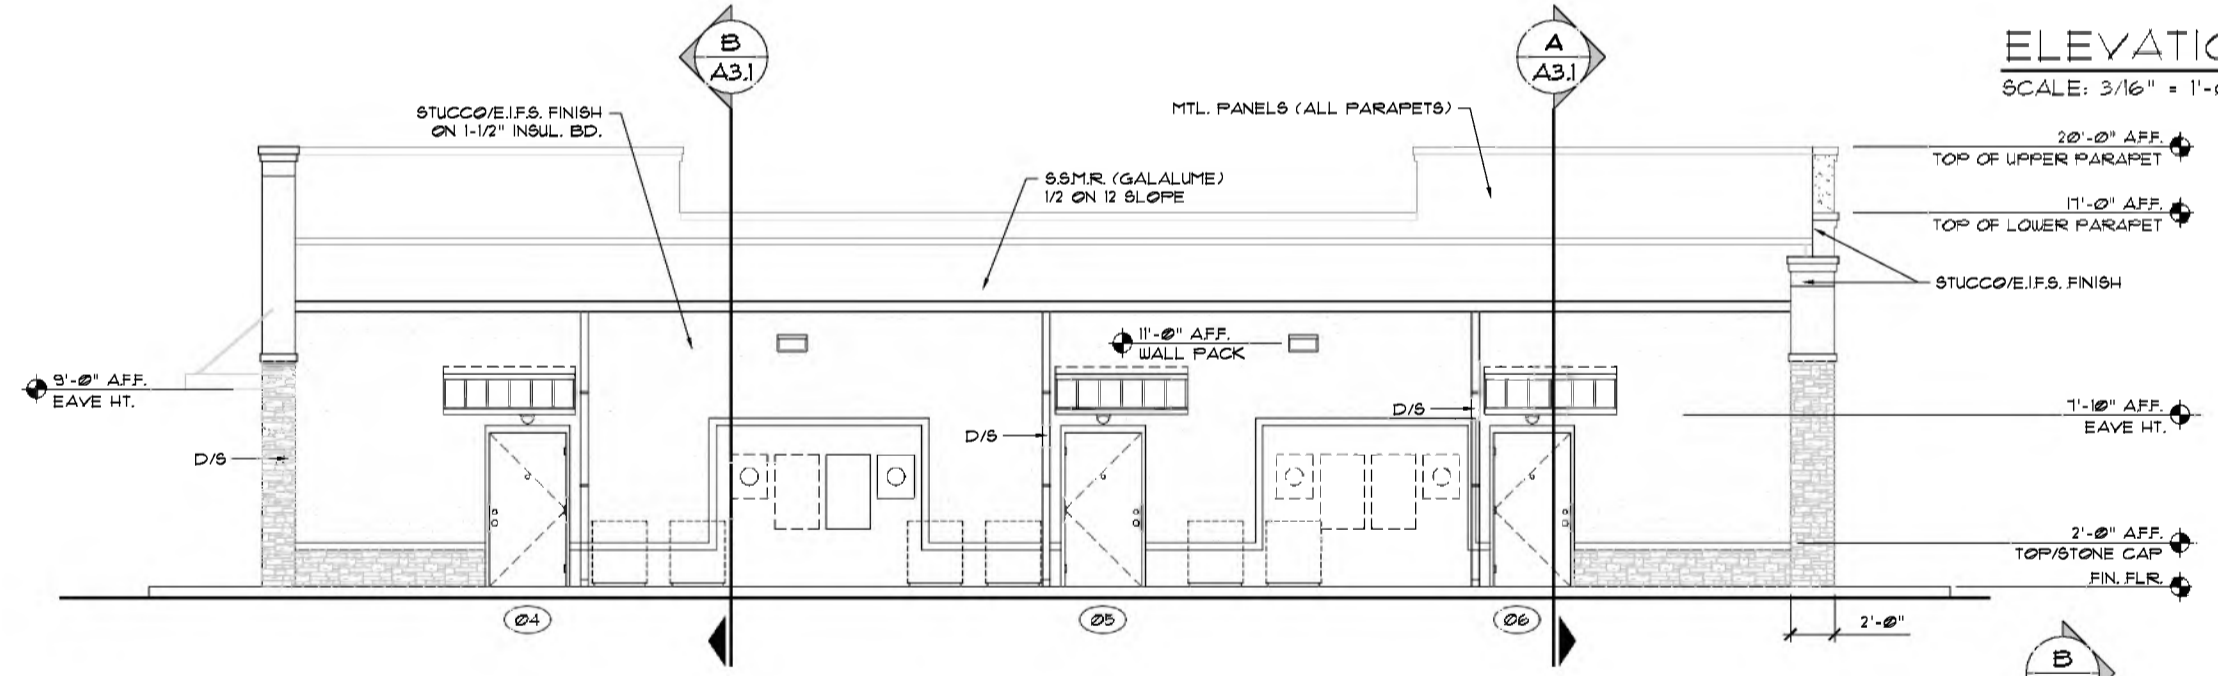 B
A3.1
A
A3.1
SCALE: 3/16" = 1'-
STUCCO/E.I.F.S. FINISH
ON 1-1/2" INSUL. BD.
MTL. PANELS (ALL PARAPETS)
20'-0" A.F.F.
TOP OF UPPER PARAPET
S.S.M.R. (GALALUME)
1/2 ON 12 SLOPE
17'-0" A.F.F.
TOP OF LOWER PARAPET
STUCCO/E.I.F.S. FINISH
11'-0" A.F.F.
WALL PACK
9'-0" A.F.F.
EAVE HT.
7'-10" A.F.F.
EAVE HT.
D/S
D/S
D/S
2'-0" A.F.F.
TOP/STONE CAP
FIN. FLR.
04
05
06
2'-0"
B